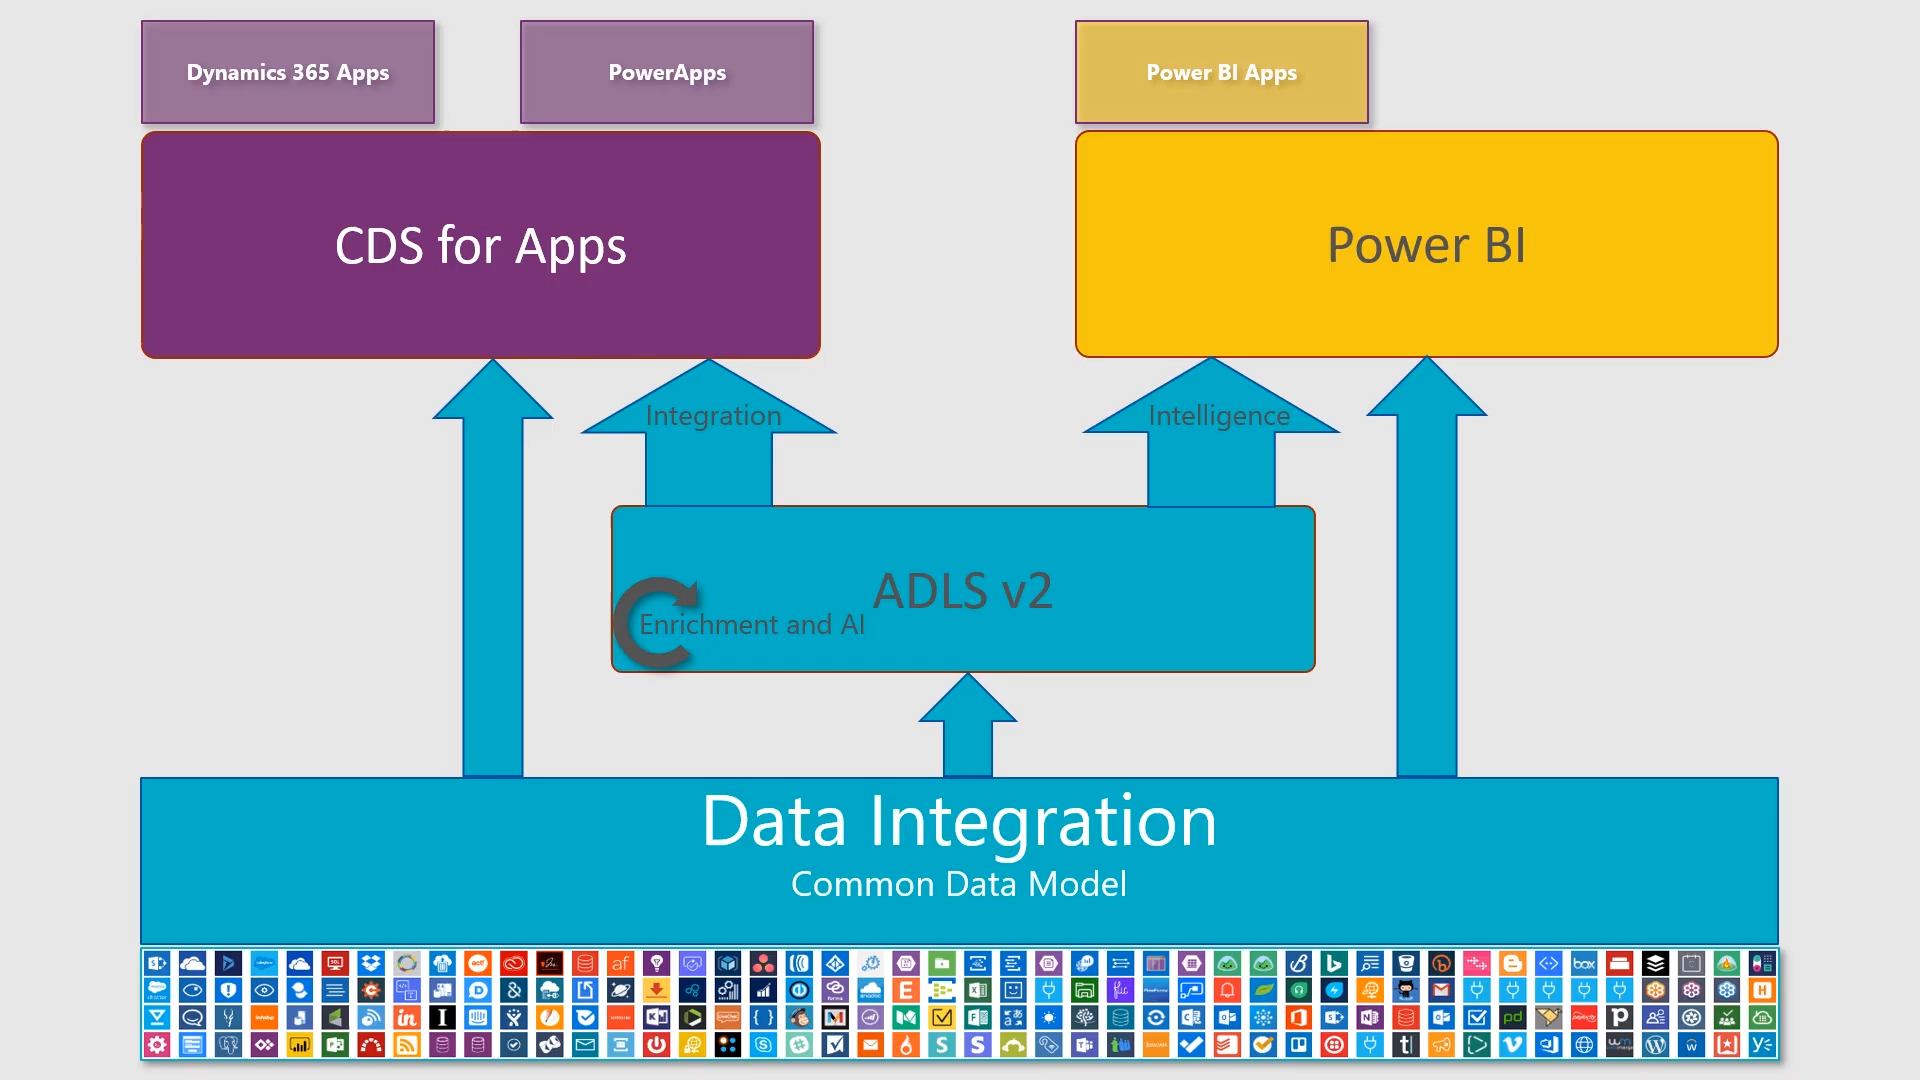 Dynamics 365 Apps
PowerApps
Power BI Apps
CDS for Apps
Power BI
Integration
Intelligence
ADLS v2
Enrichment and AI
Data Integration
Common Data Model